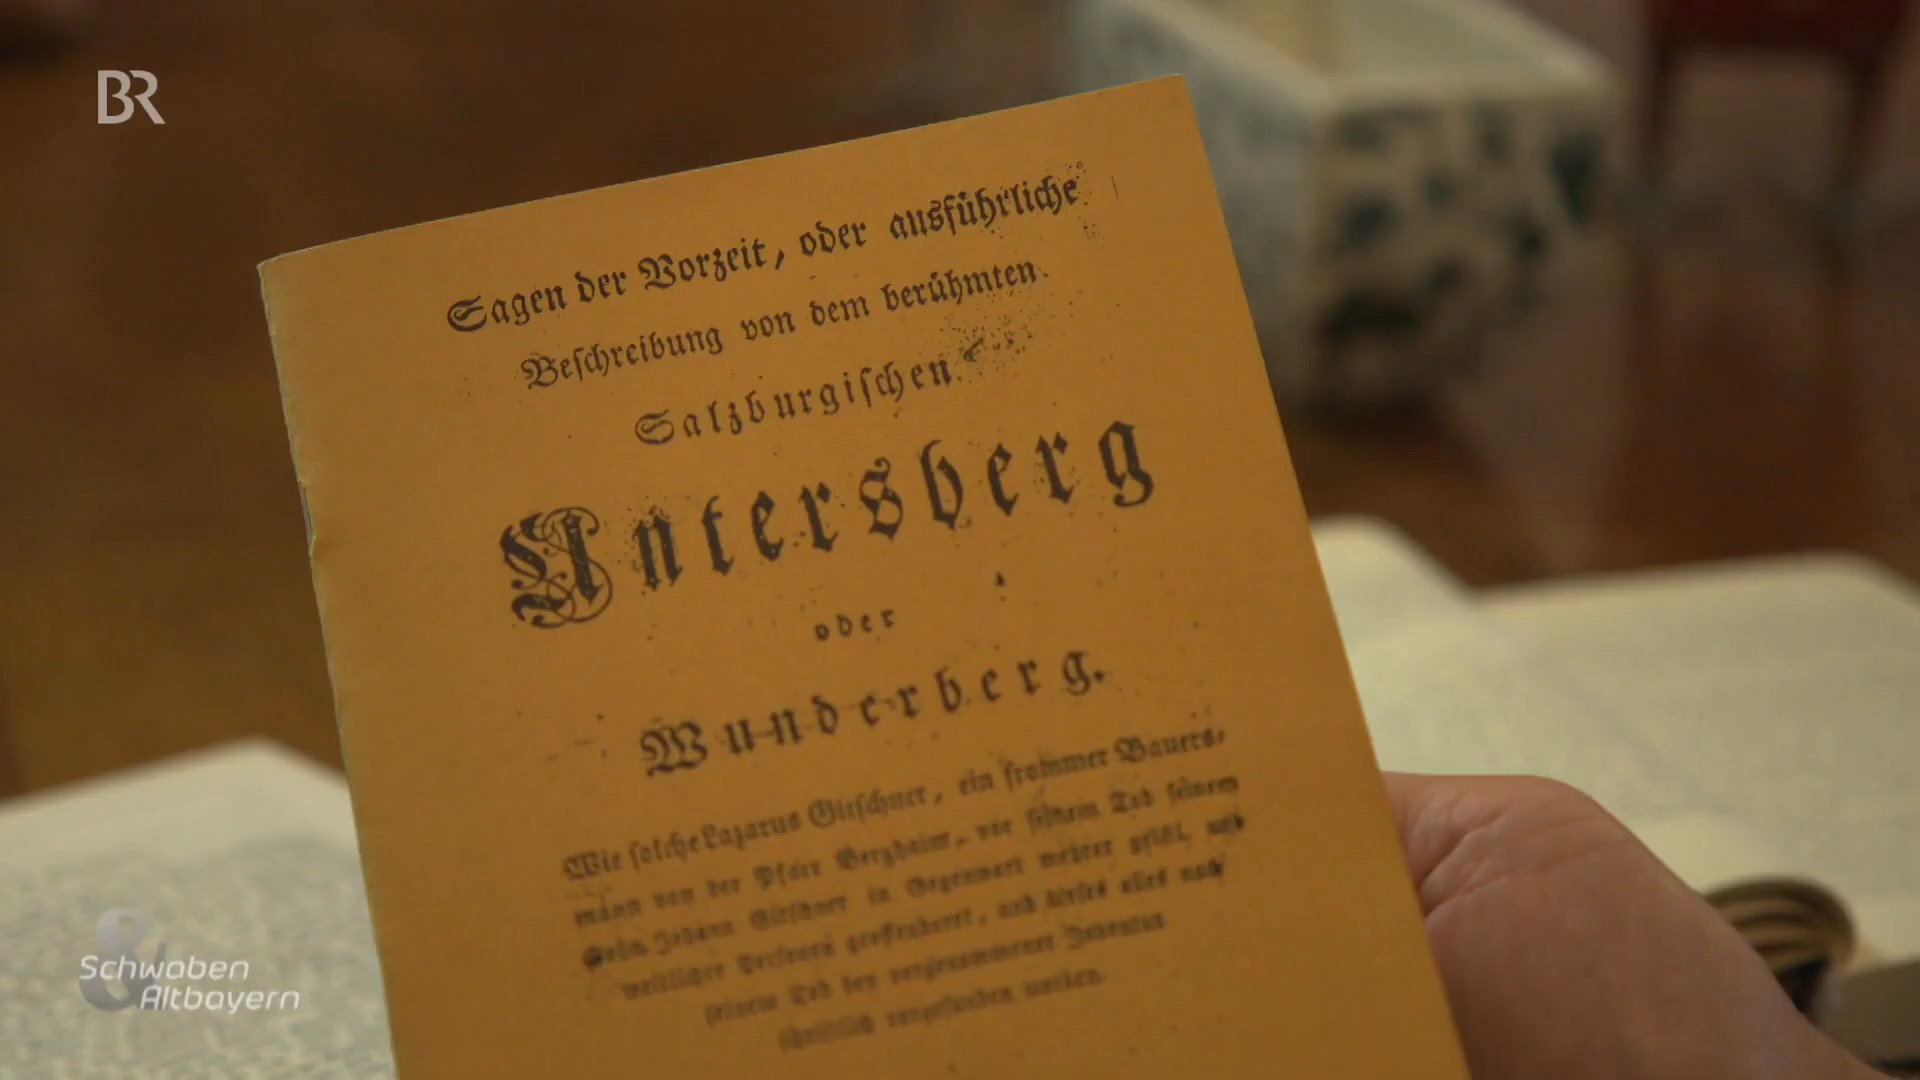 BR
Sagen der Vorzeit, oder ausführliche
Beschreibung von dem berühmten
Salzburgischen
Untersberg
oder
Wunderberg.
Wie solche Lazarus Gitschner, ein frommer Bauers-
mann von der Pfarr Berghaim, vor seinem Tod seinem
Sohn Johann Gitschner in Gegenwart mehrer geistl. und
weltlicher Personen geoffenbaret, und dieses alles nach
seinem Tod bey vorgenommener Inventur
schriftlich vorgefunden worden.
Schwaben
& Altbayern